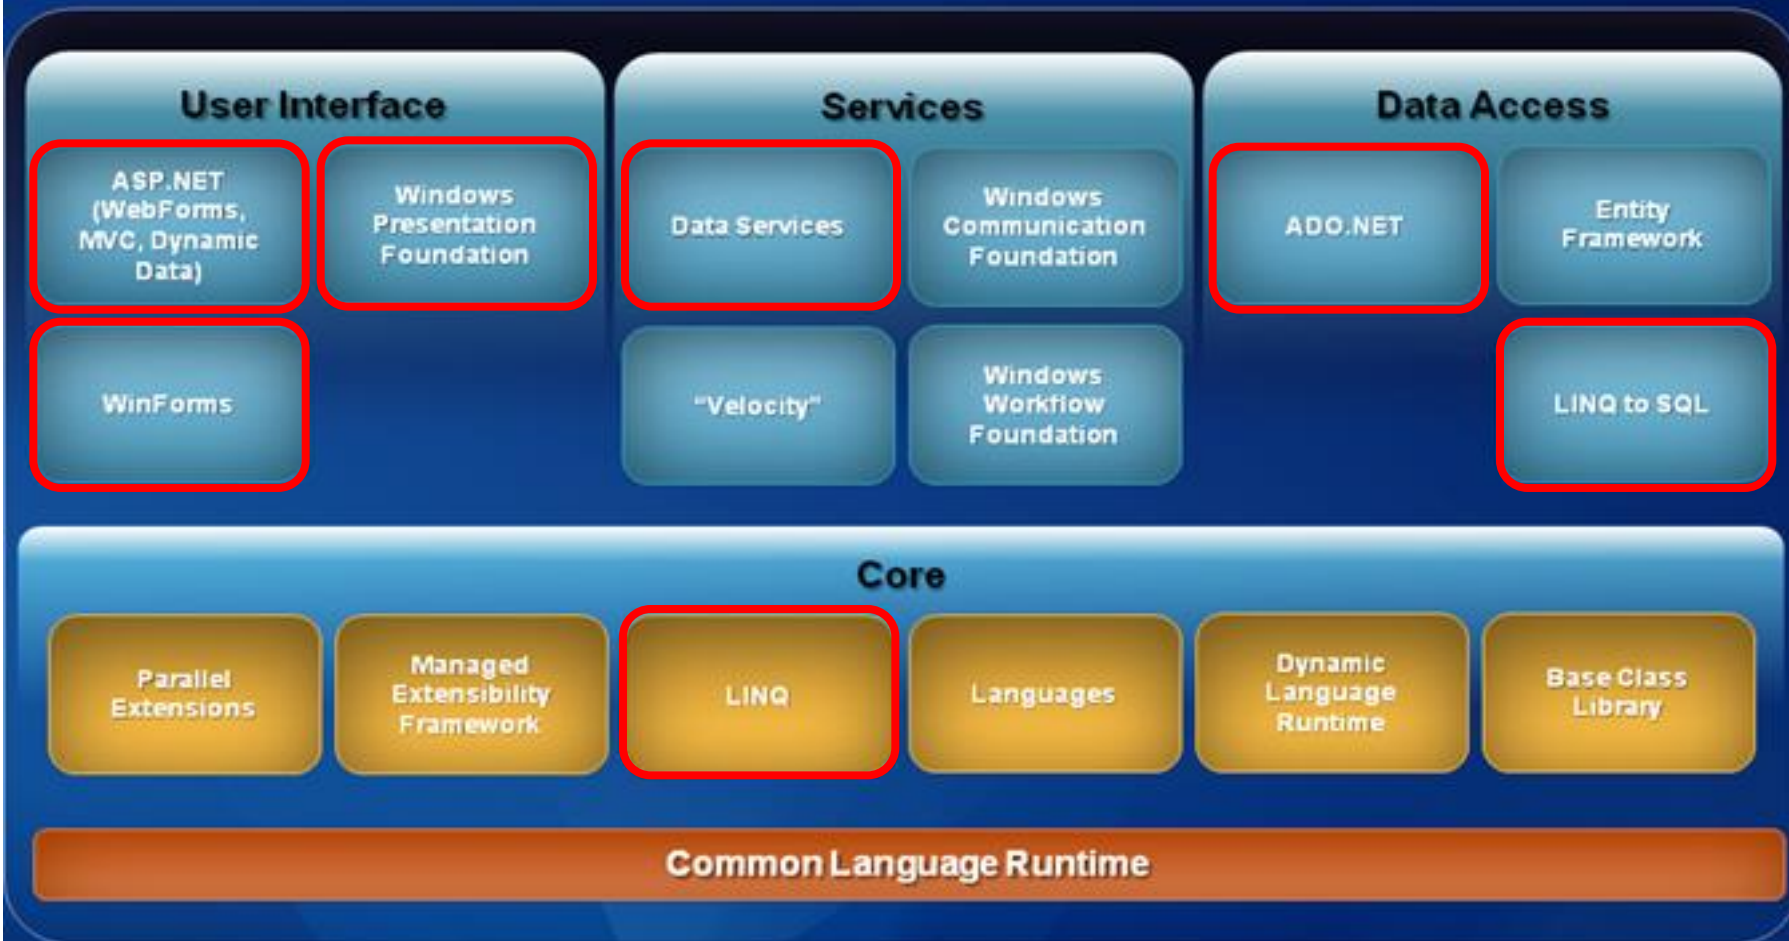 User Interface
Services
Data Access
ASP.NET
(WebForms,
MVC, Dynamic
Data)
Windows
Presentation
Foundation
Data Services
Windows
Communication
Foundation
ADO.NET
Entity
Framework
WinForms
"Velocity"
Windows
Workflow
Foundation
LINQ to SQL
Core
Parallel
Extensions
Managed
Extensibility
Framework
LINQ
Languages
Dynamic
Language
Runtime
Base Class
Library
Common Language Runtime